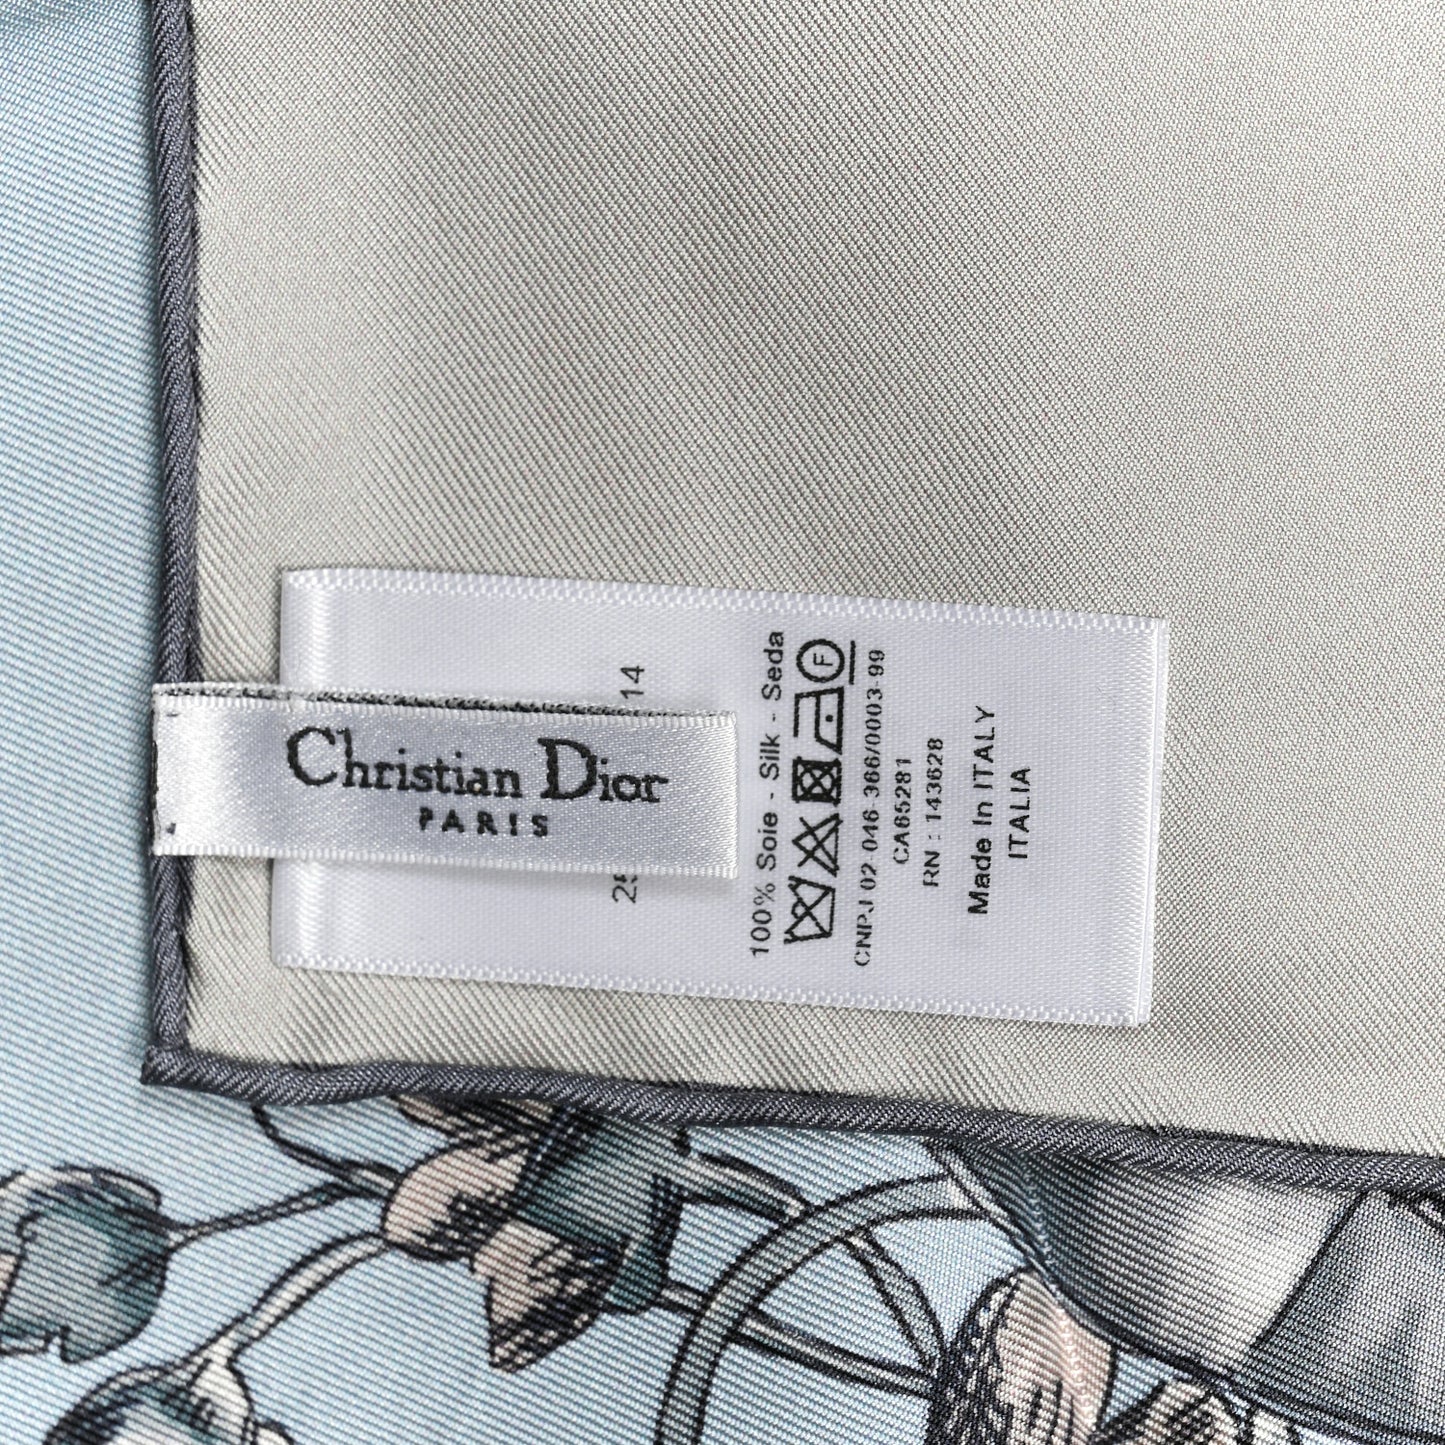 Christian Dior
PARIS
14
100% Soie - Silk - Seda
F
CNPJ 02 046 366/0003-99
CA65281
RN : 143628
Made In ITALY
ITALIA